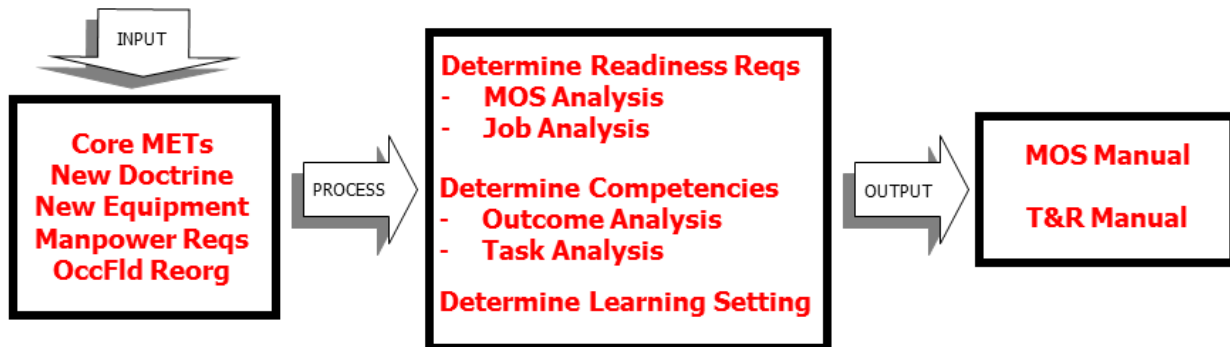 INPUT
Core METs
New Doctrine
New Equipment
Manpower Reqs
OccFld Reorg
PROCESS
Determine Readiness Reqs
- MOS Analysis
- Job Analysis
Determine Competencies
- Outcome Analysis
- Task Analysis
Determine Learning Setting
OUTPUT
MOS Manual
T&R Manual